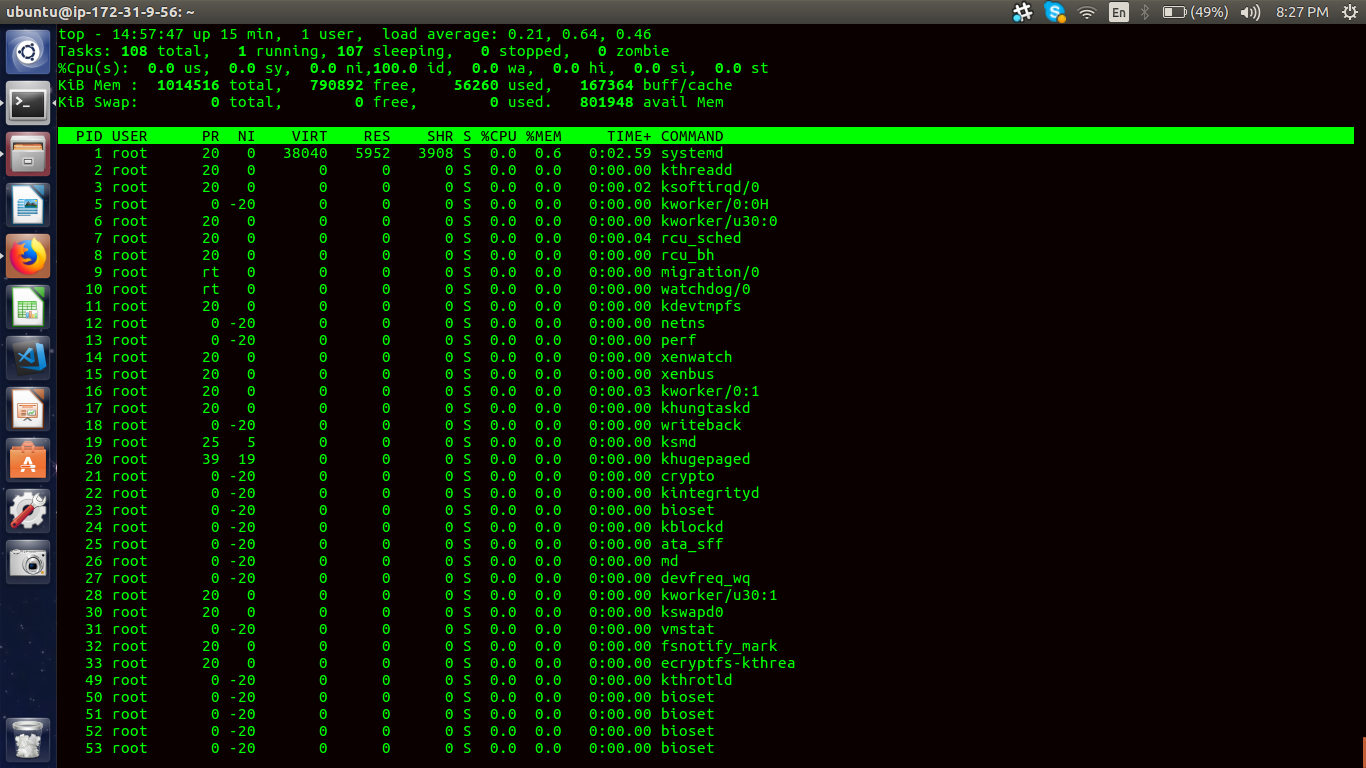 ubuntu@ip-172-31-9-56: ~ En (49%) 8:27 PM
top - 14:57:47 up 15 min,  1 user,  load average: 0.21, 0.64, 0.46
Tasks: 108 total,   1 running, 107 sleeping,   0 stopped,   0 zombie
%Cpu(s):  0.0 us,  0.0 sy,  0.0 ni,100.0 id,  0.0 wa,  0.0 hi,  0.0 si,  0.0 st
KiB Mem :  1014516 total,   790892 free,    56260 used,   167364 buff/cache
KiB Swap:        0 total,        0 free,        0 used.   801948 avail Mem
PID USER      PR  NI    VIRT    RES    SHR S %CPU %MEM     TIME+ COMMAND
1 root      20   0   38040   5952   3908 S  0.0  0.6   0:02.59 systemd
2 root      20   0       0      0      0 S  0.0  0.0   0:00.00 kthreadd
3 root      20   0       0      0      0 S  0.0  0.0   0:00.02 ksoftirqd/0
5 root       0 -20       0      0      0 S  0.0  0.0   0:00.00 kworker/0:0H
6 root      20   0       0      0      0 S  0.0  0.0   0:00.00 kworker/u30:0
7 root      20   0       0      0      0 S  0.0  0.0   0:00.04 rcu_sched
8 root      20   0       0      0      0 S  0.0  0.0   0:00.00 rcu_bh
9 root      rt   0       0      0      0 S  0.0  0.0   0:00.00 migration/0
10 root      rt   0       0      0      0 S  0.0  0.0   0:00.00 watchdog/0
11 root      20   0       0      0      0 S  0.0  0.0   0:00.00 kdevtmpfs
12 root       0 -20       0      0      0 S  0.0  0.0   0:00.00 netns
13 root       0 -20       0      0      0 S  0.0  0.0   0:00.00 perf
14 root      20   0       0      0      0 S  0.0  0.0   0:00.00 xenwatch
15 root      20   0       0      0      0 S  0.0  0.0   0:00.00 xenbus
16 root      20   0       0      0      0 S  0.0  0.0   0:00.03 kworker/0:1
17 root      20   0       0      0      0 S  0.0  0.0   0:00.00 khungtaskd
18 root       0 -20       0      0      0 S  0.0  0.0   0:00.00 writeback
19 root      25   5       0      0      0 S  0.0  0.0   0:00.00 ksmd
20 root      39  19       0      0      0 S  0.0  0.0   0:00.00 khugepaged
21 root       0 -20       0      0      0 S  0.0  0.0   0:00.00 crypto
22 root       0 -20       0      0      0 S  0.0  0.0   0:00.00 kintegrityd
23 root       0 -20       0      0      0 S  0.0  0.0   0:00.00 bioset
24 root       0 -20       0      0      0 S  0.0  0.0   0:00.00 kblockd
25 root       0 -20       0      0      0 S  0.0  0.0   0:00.00 ata_sff
26 root       0 -20       0      0      0 S  0.0  0.0   0:00.00 md
27 root       0 -20       0      0      0 S  0.0  0.0   0:00.00 devfreq_wq
28 root      20   0       0      0      0 S  0.0  0.0   0:00.00 kworker/u30:1
30 root      20   0       0      0      0 S  0.0  0.0   0:00.00 kswapd0
31 root       0 -20       0      0      0 S  0.0  0.0   0:00.00 vmstat
32 root      20   0       0      0      0 S  0.0  0.0   0:00.00 fsnotify_mark
33 root      20   0       0      0      0 S  0.0  0.0   0:00.00 ecryptfs-kthrea
49 root       0 -20       0      0      0 S  0.0  0.0   0:00.00 kthrotld
50 root       0 -20       0      0      0 S  0.0  0.0   0:00.00 bioset
51 root       0 -20       0      0      0 S  0.0  0.0   0:00.00 bioset
52 root       0 -20       0      0      0 S  0.0  0.0   0:00.00 bioset
53 root       0 -20       0      0      0 S  0.0  0.0   0:00.00 bioset